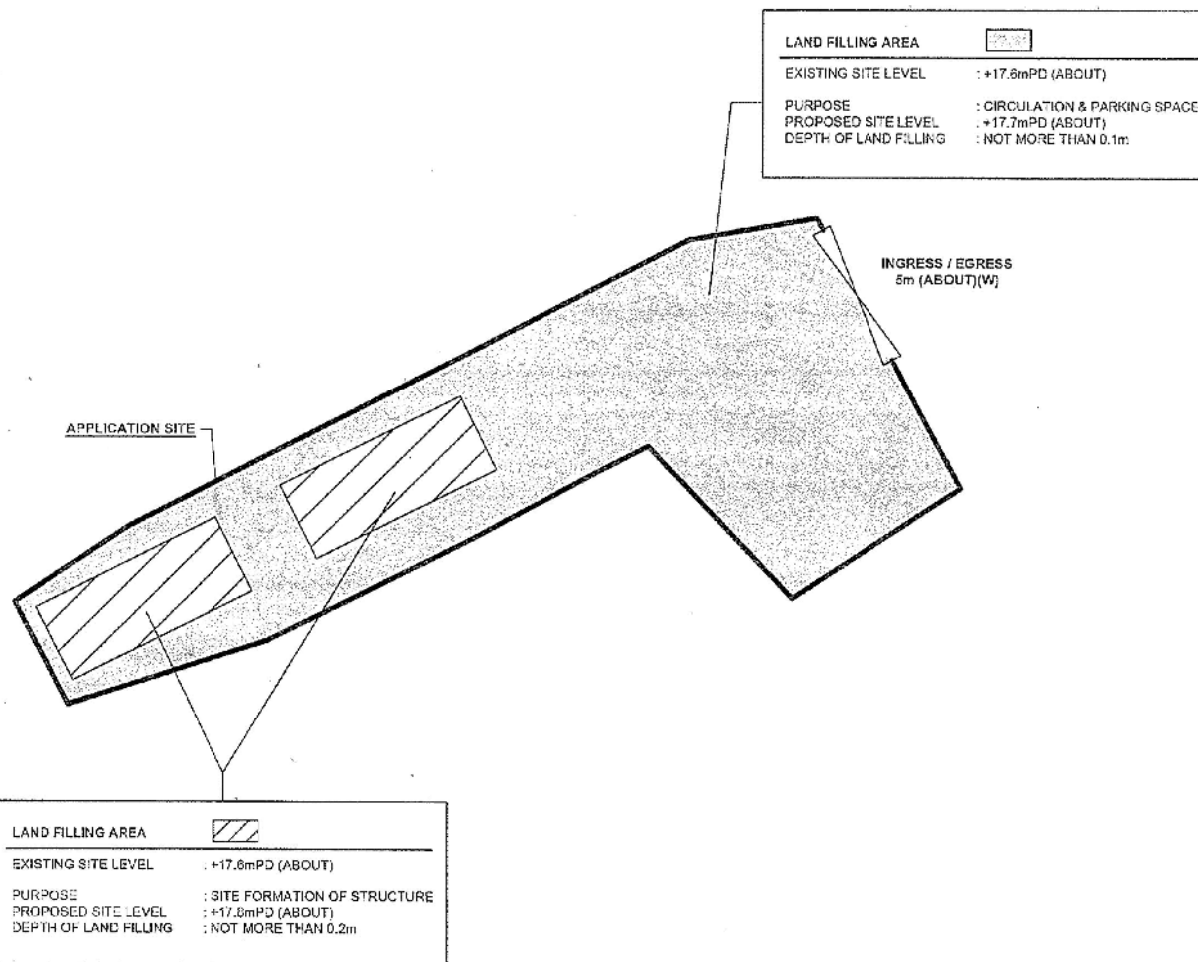 LAND FILLING AREA
EXISTING SITE LEVEL : +17.6mPD (ABOUT)
PURPOSE : CIRCULATION & PARKING SPACE
PROPOSED SITE LEVEL : +17.7mPD (ABOUT)
DEPTH OF LAND FILLING : NOT MORE THAN 0.1m
INGRESS / EGRESS
5m (ABOUT)(W)
APPLICATION SITE
LAND FILLING AREA
EXISTING SITE LEVEL : +17.6mPD (ABOUT)
PURPOSE : SITE FORMATION OF STRUCTURE
PROPOSED SITE LEVEL : +17.8mPD (ABOUT)
DEPTH OF LAND FILLING : NOT MORE THAN 0.2m